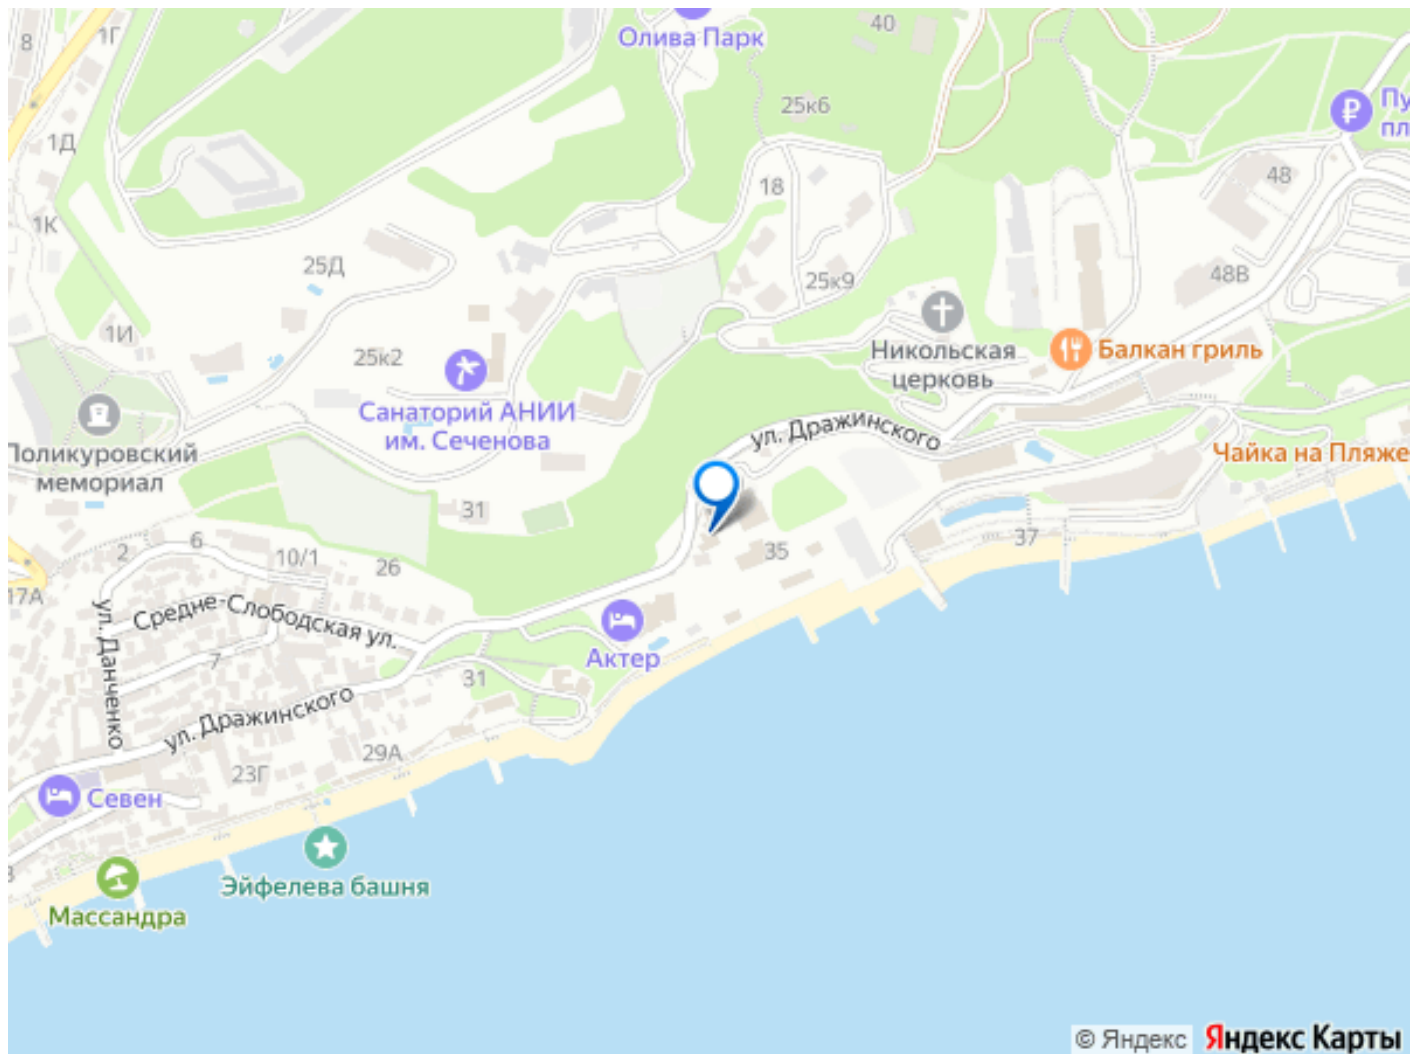 8
1Г
Олива Парк
40
25к6
Пу
пл
1Д
18
48
1К
25Д
25к9
48В
1И
25к2
Никольская
церковь
Балкан гриль
Санаторий АНИИ
им. Сеченова
ул. Дражинского
Поликуровский
мемориал
Чайка на Пляже
31
2
6
10/1
26
35
37
17А
ул. Данченко
Средне-Слободская ул.
7
Актер
31
ул. Дражинского
29А
23Г
Севен
Эйфелева башня
Массандра
© Яндекс
Яндекс Карты